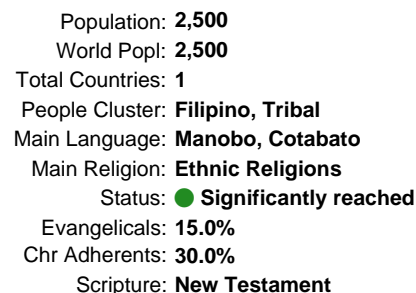 Population: 2,500
World Popl: 2,500
Total Countries: 1
People Cluster: Filipino, Tribal
Main Language: Manobo, Cotabato
Main Religion: Ethnic Religions
Status: Significantly reached
Evangelicals: 15.0%
Chr Adherents: 30.0%
Scripture: New Testament